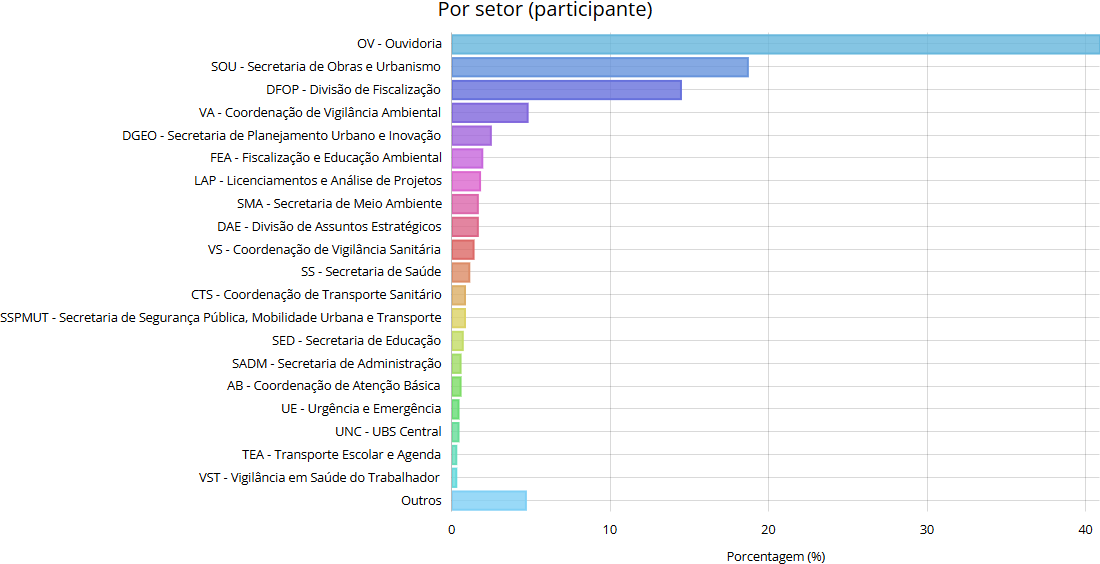 Por setor (participante)
OV - Ouvidoria
SOU - Secretaria de Obras e Urbanismo
DFOP - Divisão de Fiscalização
VA - Coordenação de Vigilância Ambiental
DGEO - Secretaria de Planejamento Urbano e Inovação
FEA - Fiscalização e Educação Ambiental
LAP - Licenciamentos e Análise de Projetos
SMA - Secretaria de Meio Ambiente
DAE - Divisão de Assuntos Estratégicos
VS - Coordenação de Vigilância Sanitária
SS - Secretaria de Saúde
CTS - Coordenação de Transporte Sanitário
SSPMUT - Secretaria de Segurança Pública, Mobilidade Urbana e Transporte
SED - Secretaria de Educação
SADM - Secretaria de Administração
AB - Coordenação de Atenção Básica
UE - Urgência e Emergência
UNC - UBS Central
TEA - Transporte Escolar e Agenda
VST - Vigilância em Saúde do Trabalhador
Outros
0 10 20 30 40
Porcentagem (%)